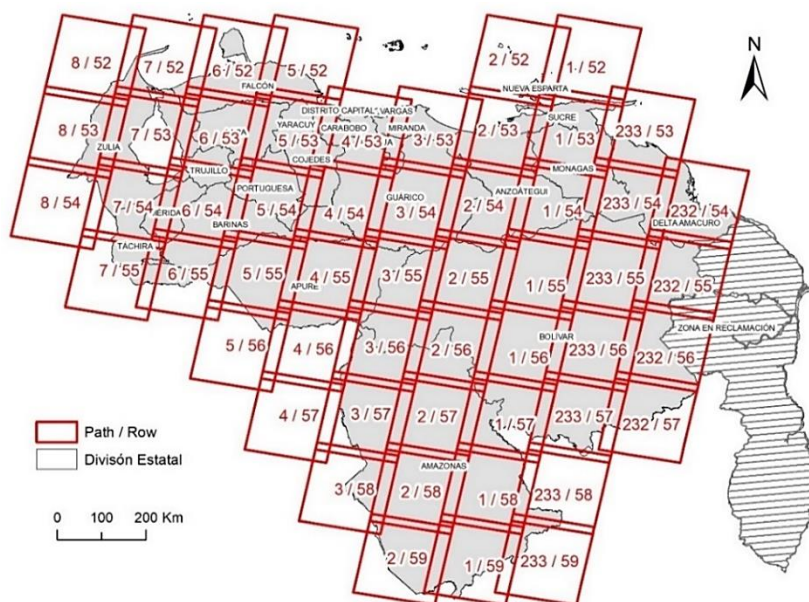 8 / 52
7 / 52
6 / 52
5 / 52
2 / 52
1 / 52
N
FALCÓN
NUEVA ESPARTA
DISTRITO CAPITAL
VARGAS
SUCRE
8 / 53
7 / 53
6 / 53
YARACUY
CARABOBO
MIRANDA
5 / 53
4 / 53
3 / 53
2 / 53
1 / 53
233 / 53
ZULIA
COJEDES
TRUJILLO
MONAGAS
PORTUGUESA
GUÁRICO
ANZOÁTEGUI
8 / 54
7 / 54
MÉRIDA
6 / 54
5 / 54
4 / 54
3 / 54
2 / 54
1 / 54
233 / 54
232 / 54
BARINAS
DELTA AMACURO
TÁCHIRA
7 / 55
6 / 55
5 / 55
4 / 55
3 / 55
2 / 55
1 / 55
233 / 55
232 / 55
APURE
BOLÍVAR
ZONA EN RECLAMACIÓN
5 / 56
4 / 56
3 / 56
2 / 56
1 / 56
233 / 56
232 / 56
4 / 57
3 / 57
2 / 57
1 / 57
233 / 57
232 / 57
Path / Row
Divisón Estatal
AMAZONAS
3 / 58
2 / 58
1 / 58
233 / 58
0 100 200 Km
2 / 59
1 / 59
233 / 59